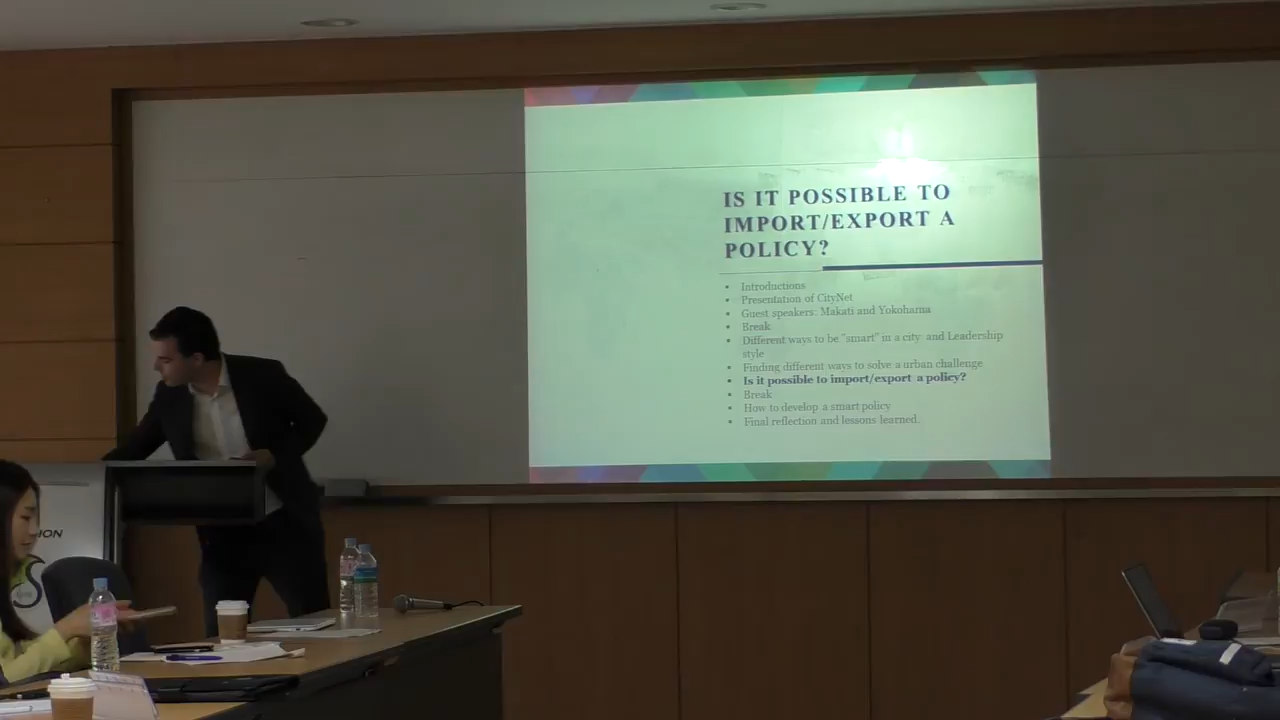 IS IT POSSIBLE TO
IMPORT/EXPORT A
POLICY?
• Introductions
• Presentation of CityNet
• Guest speakers: Makati and Yokohama
• Break
• Different ways to be "smart" in a city and Leadership
style
• Finding different ways to solve a urban challenge
• Is it possible to import/export a policy?
• Break
• How to develop a smart policy
• Final reflection and lessons learned.
ION